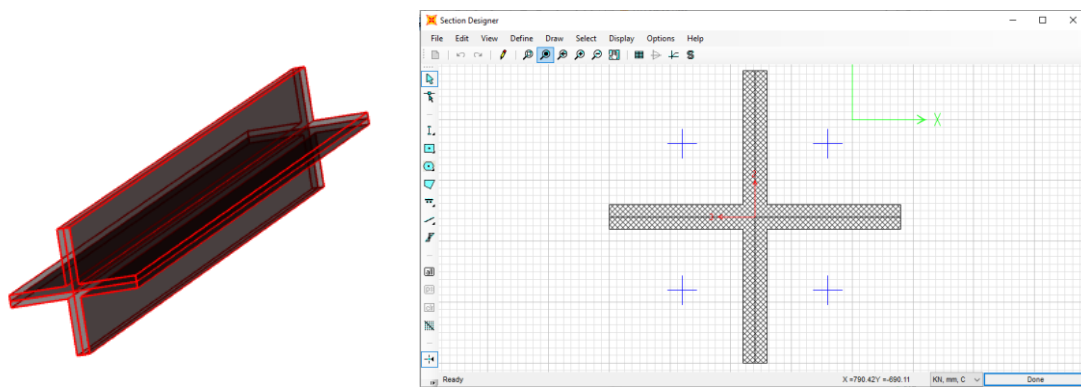 Section Designer
File Edit View Define Draw Select Display Options Help
X
Ready
X =790.42Y =-690.11
KN, mm, C
Done